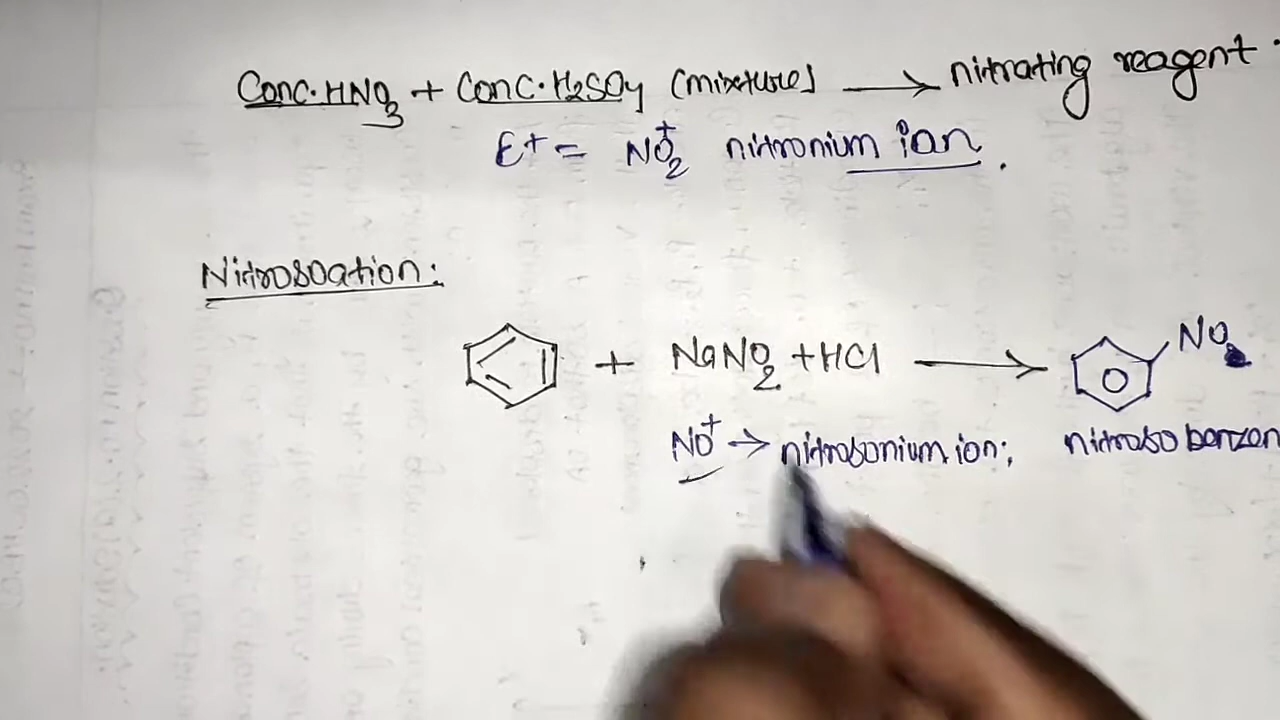 Conc. HNO3 + Conc. H2SO4 (mixture) → nitrating reagent.
E+ = NO2+ nitronium ion.
Nitrosoation:
+ NaNO2 + HCl → NO
NO+ → nitrosonium ion; nitroso benzen